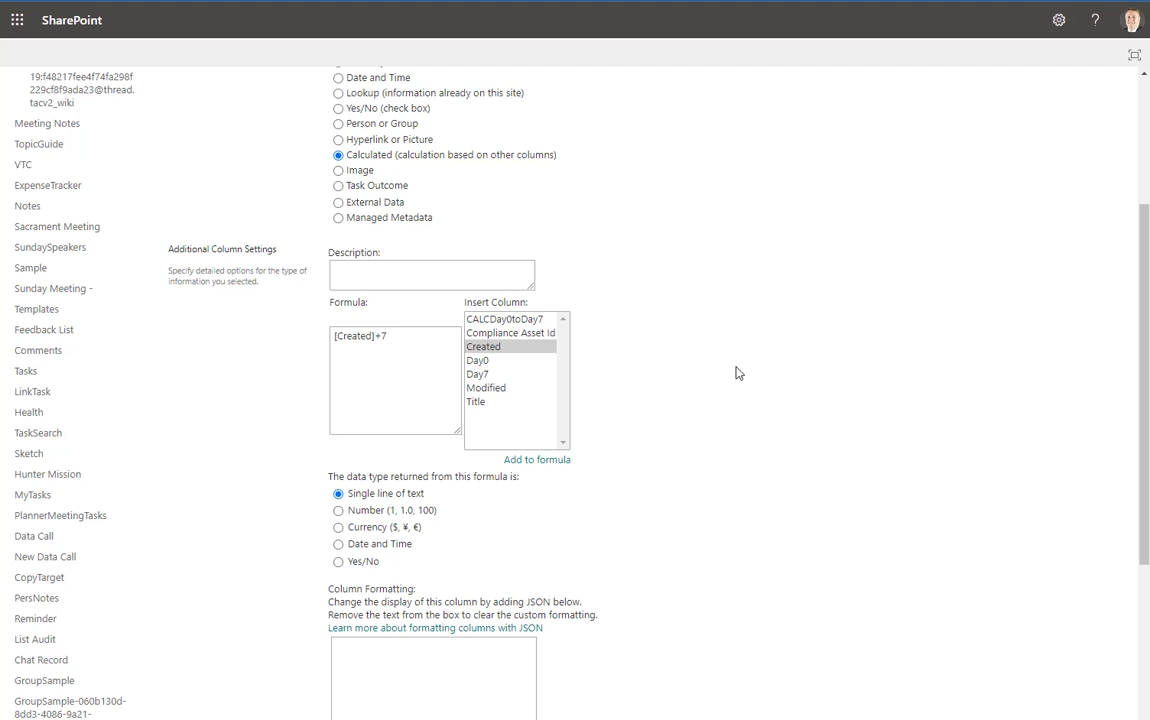 SharePoint
?
19:f48217fee4f74fa298f
229cf8f9ada23@thread.
tacv2_wiki
Meeting Notes
TopicGuide
VTC
ExpenseTracker
Notes
Sacrament Meeting
SundaySpeakers
Sample
Sunday Meeting -
Templates
Feedback List
Comments
Tasks
LinkTask
Health
TaskSearch
Sketch
Hunter Mission
MyTasks
PlannerMeetingTasks
Data Call
New Data Call
CopyTarget
PersNotes
Reminder
List Audit
Chat Record
GroupSample
GroupSample-060b130d-
8dd3-4086-9a21-
Additional Column Settings
Specify detailed options for the type of
information you selected.
Date and Time
Lookup (information already on this site)
Yes/No (check box)
Person or Group
Hyperlink or Picture
Calculated (calculation based on other columns)
Image
Task Outcome
External Data
Managed Metadata
Description:
Formula:
[Created]+7
Insert Column:
CALCDay0toDay7
Compliance Asset Id
Created
Day0
Day7
Modified
Title
Add to formula
The data type returned from this formula is:
Single line of text
Number (1, 1.0, 100)
Currency ($, ¥, €)
Date and Time
Yes/No
Column Formatting:
Change the display of this column by adding JSON below.
Remove the text from the box to clear the custom formatting.
Learn more about formatting columns with JSON